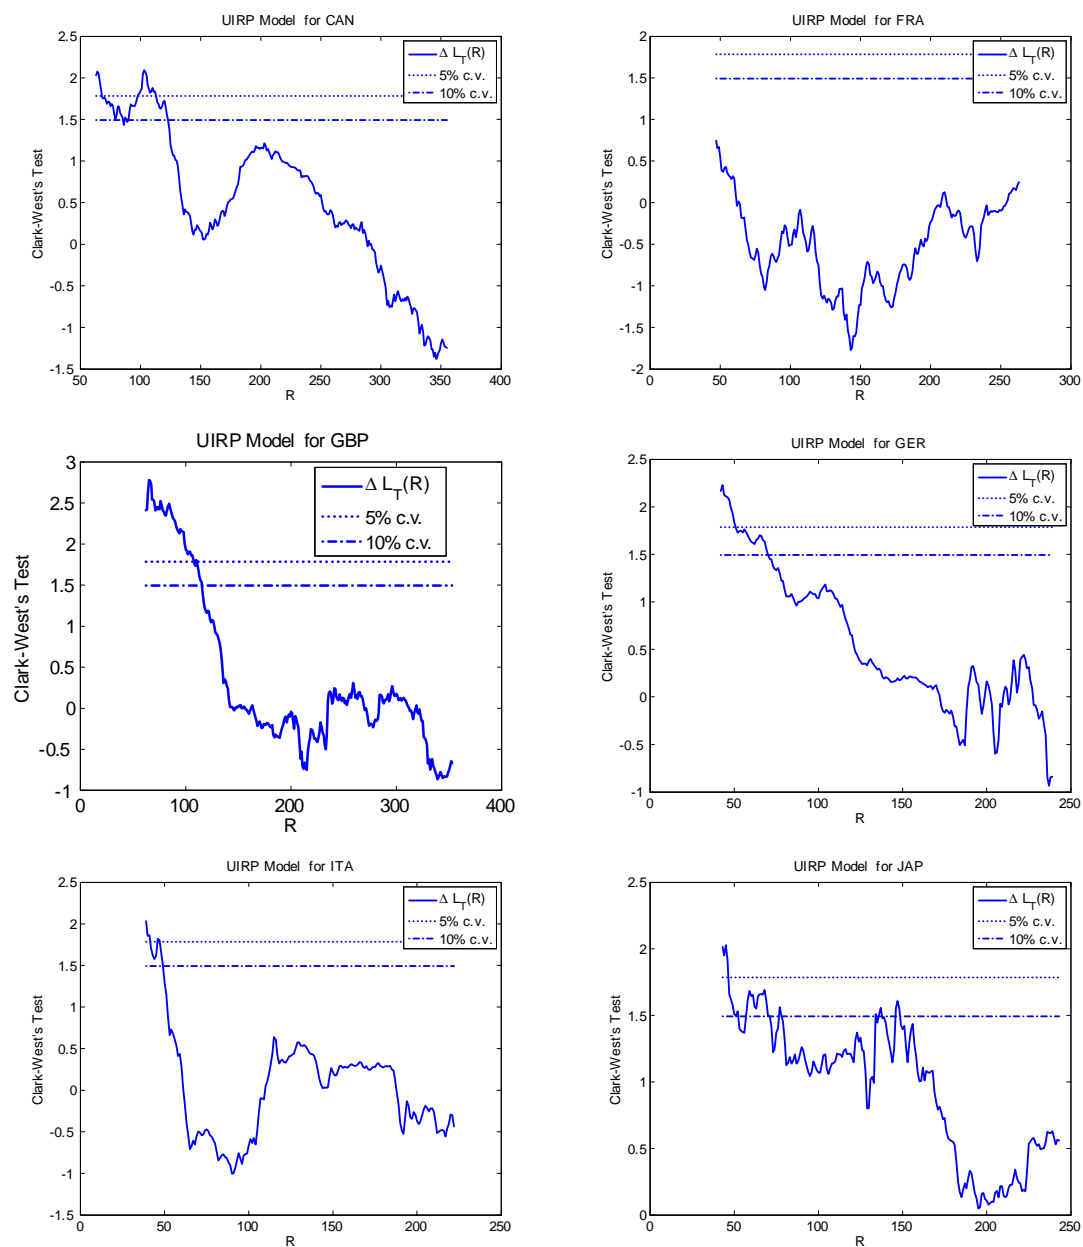 UIRP Model for CAN
2.5
2
1.5
1
0.5
0
-0.5
-1
-1.5
50
100
150
200
250
300
350
400
R
Clark-West's Test
Δ L_T(R)
5% c.v.
10% c.v.
UIRP Model for FRA
2
1.5
1
0.5
0
-0.5
-1
-1.5
-2
0
50
100
150
200
250
300
R
Clark-West's Test
Δ L_T(R)
5% c.v.
10% c.v.
UIRP Model for GBP
3
2.5
2
1.5
1
0.5
0
-0.5
-1
0
100
200
300
400
R
Clark-West's Test
Δ L_T(R)
5% c.v.
10% c.v.
UIRP Model for GER
2.5
2
1.5
1
0.5
0
-0.5
-1
0
50
100
150
200
250
R
Clark-West's Test
Δ L_T(R)
5% c.v.
10% c.v.
UIRP Model for ITA
2.5
2
1.5
1
0.5
0
-0.5
-1
-1.5
0
50
100
150
200
250
R
Clark-West's Test
Δ L_T(R)
5% c.v.
10% c.v.
UIRP Model for JAP
2.5
2
1.5
1
0.5
0
0
50
100
150
200
250
R
Clark-West's Test
Δ L_T(R)
5% c.v.
10% c.v.